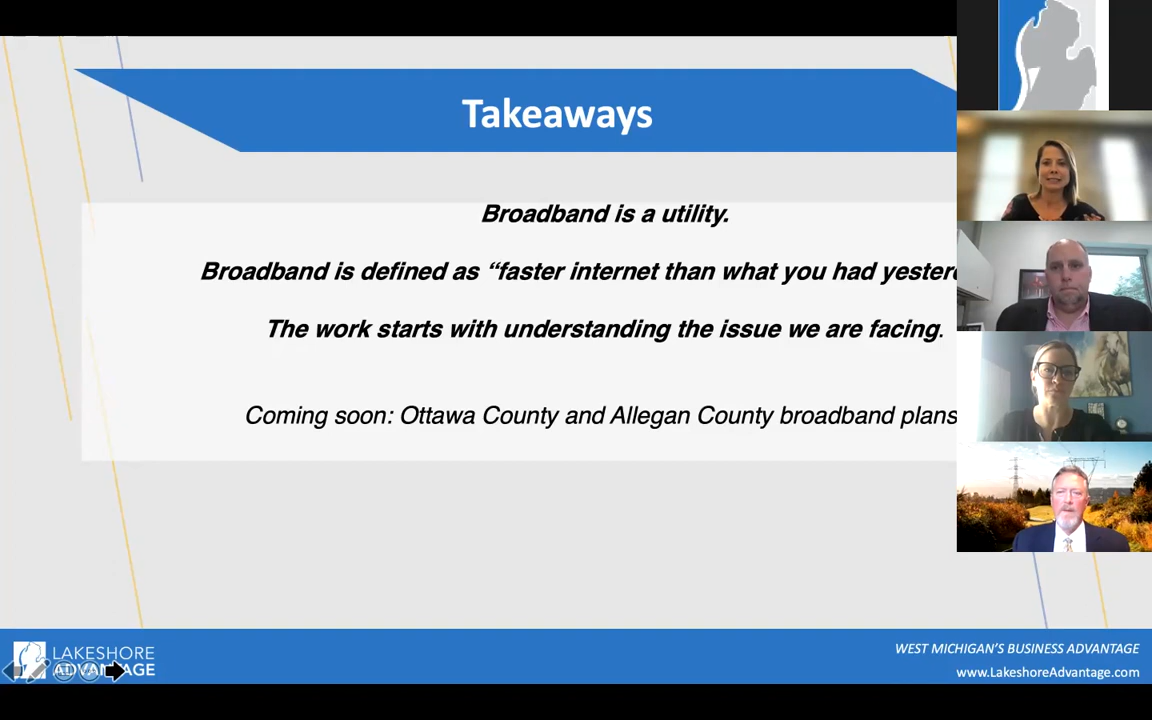 Takeaways
Broadband is a utility.
Broadband is defined as “faster internet than what you had
The work starts with understanding the issue we are facing.
Coming soon: Ottawa County and Allegan County broadband plans
LAKESHORE
ADVANTAGE
WEST MICHIGAN’S BUSINESS ADVANTAGE
www.LakeshoreAdvantage.com